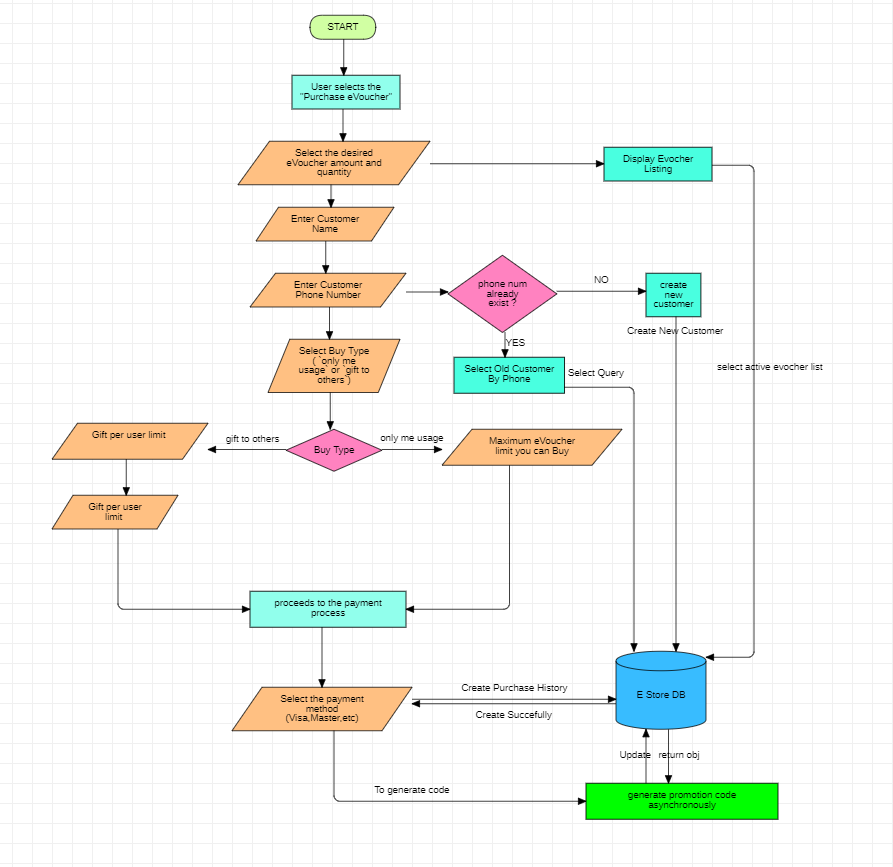 START
User selects the
"Purchase eVoucher"
Select the desired
eVoucher amount and
quantity
Display Evocher
Listing
Enter Customer
Name
Enter Customer
Phone Number
phone num
already
exist ?
NO
create
new
customer
Create New Customer
YES
Select Buy Type
( `only me
usage` or `gift to
others`)
Select Old Customer
By Phone
Select Query
select active evocher list
Gift per user limit
gift to others
Buy Type
only me usage
Maximum eVoucher
limit you can Buy
Gift per user
limit
proceeds to the payment
process
Select the payment
method
(Visa,Master,etc)
Create Purchase History
Create Succefully
E Store DB
Update
return obj
To generate code
generate promotion code
asynchronously